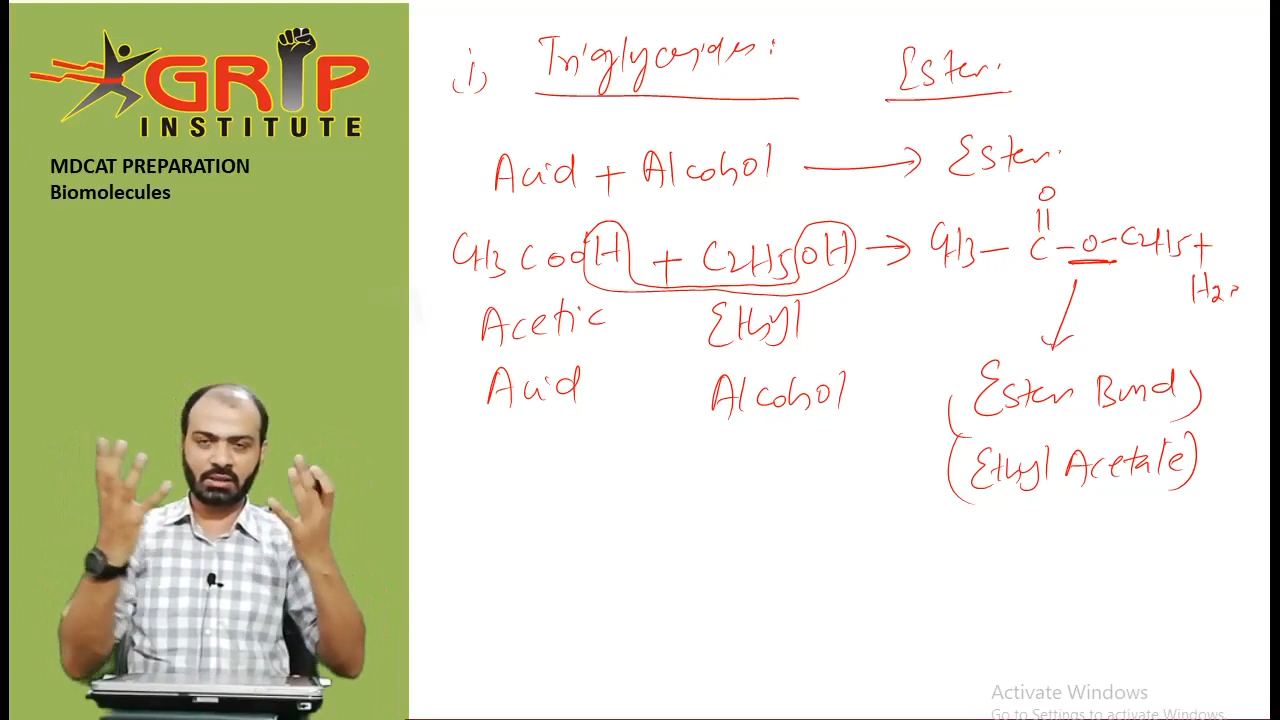 GRIP
INSTITUTE
MDCAT PREPARATION
Biomolecules
(i) Triglycerides: Ester.
Acid + Alcohol → Ester.
O
||
CH3COOH + C2H5OH → CH3 — C – O – C2H5 +
H2O
Acetic Ethyl
Acid Alcohol
(Ester Bond)
(Ethyl Acetate)
Activate Windows
Go to Settings to activate Windows.